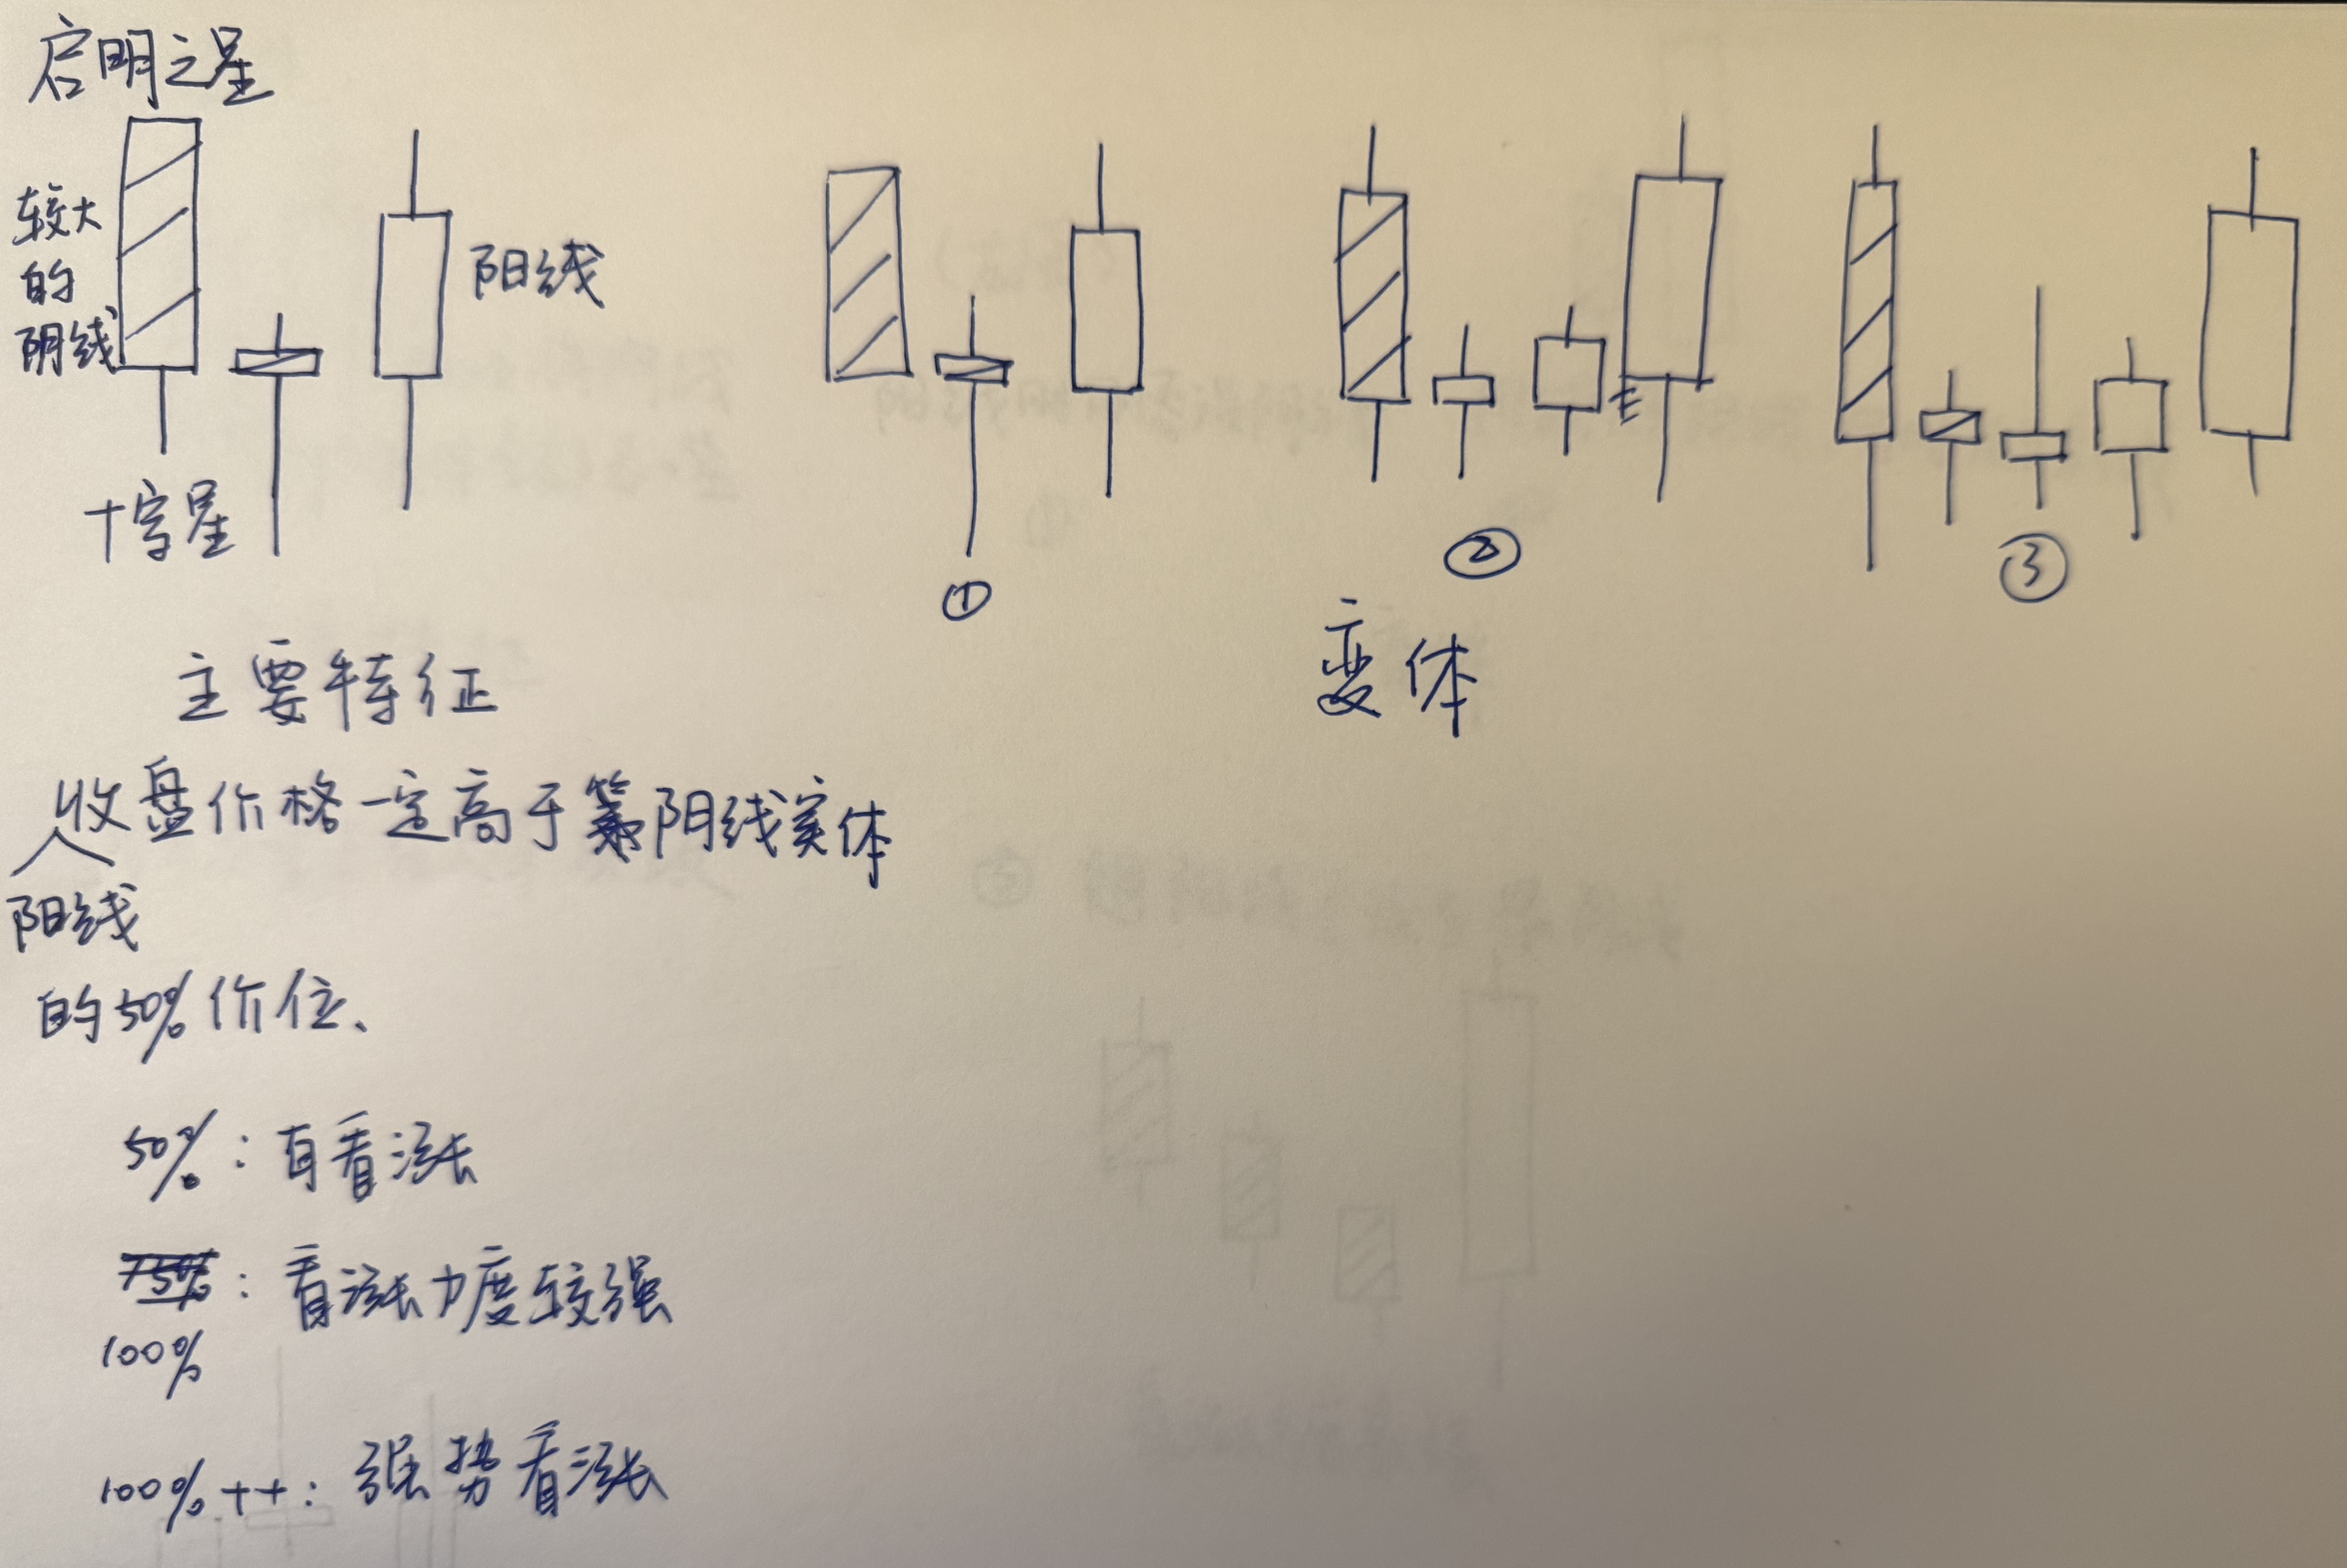 启明之星
较大
的
阴线
阳线
十字星
①
②
③
变体
主要特征
收盘价格一定高于阴线实体
阳线
的50%价位、
50%：有看涨
75%：看涨力度较强
100%
100%++：强势看涨